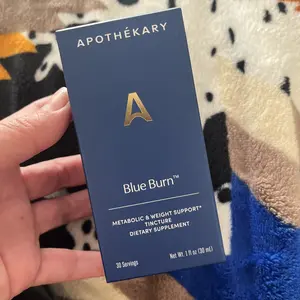 APOTHÉKARY
Blue Burn™
METABOLIC & WEIGHT SUPPORT*
TINCTURE
DIETARY SUPPLEMENT
30 Servings Net Wt. 1 fl oz (30 mL)